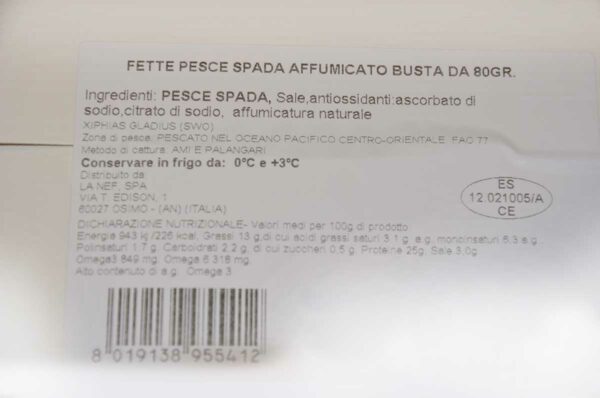 FETTE PESCE SPADA AFFUMICATO BUSTA DA 80GR.
Ingredienti: PESCE SPADA, Sale,antiossidanti:ascorbato di
sodio,citrato di sodio, affumicatura naturale
XIPHIAS GLADIUS (SWO)
Zona di pesca: PESCATO NEL OCEANO PACIFICO CENTRO-ORIENTALE FAO 77
Metodo di cattura AMI E PALANGARI
Conservare in frigo da: 0°C e +3°C
Distribuito da:
LA NEF, SPA
VIA T. EDISON, 1
60027 OSIMO - (AN) (ITALIA)
ES
12.021005/A
CE
DICHIARAZIONE NUTRIZIONALE- Valori medi per 100g di prodotto
Energia 943 kj /226 kcal, Grassi 13 g,di cui acidi grassi saturi 3.1 g a.g, monoinsaturi 6,3 s.g.,
Polinsaturi 1.7 g, Carboidrati 2,2 g, di cui zuccheri 0,5 g, Proteine 25g, Sale 3,0g
Omega3 849 mg. Omega 6 318 mg.
Alto contenuto di a.g. Omega 3
8 019138 955412